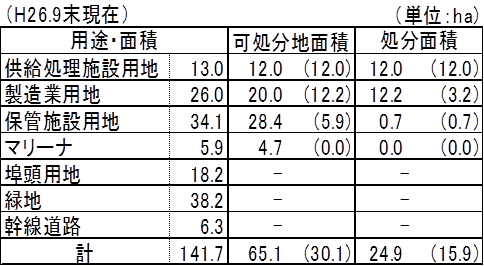 （H26.9末現在） （単位：ha）
用途・面積 可処分地面積 処分面積
供給処理施設用地 13.0 12.0 (12.0) 12.0 (12.0)
製造業用地 26.0 20.0 (12.2) 12.2 (3.2)
保管施設用地 34.1 28.4 (5.9) 0.7 (0.7)
マリーナ 5.9 4.7 (0.0) 0.0 (0.0)
埠頭用地 18.2 － －
緑地 38.2 － －
幹線道路 6.3 － －
計 141.7 65.1 (30.1) 24.9 (15.9)